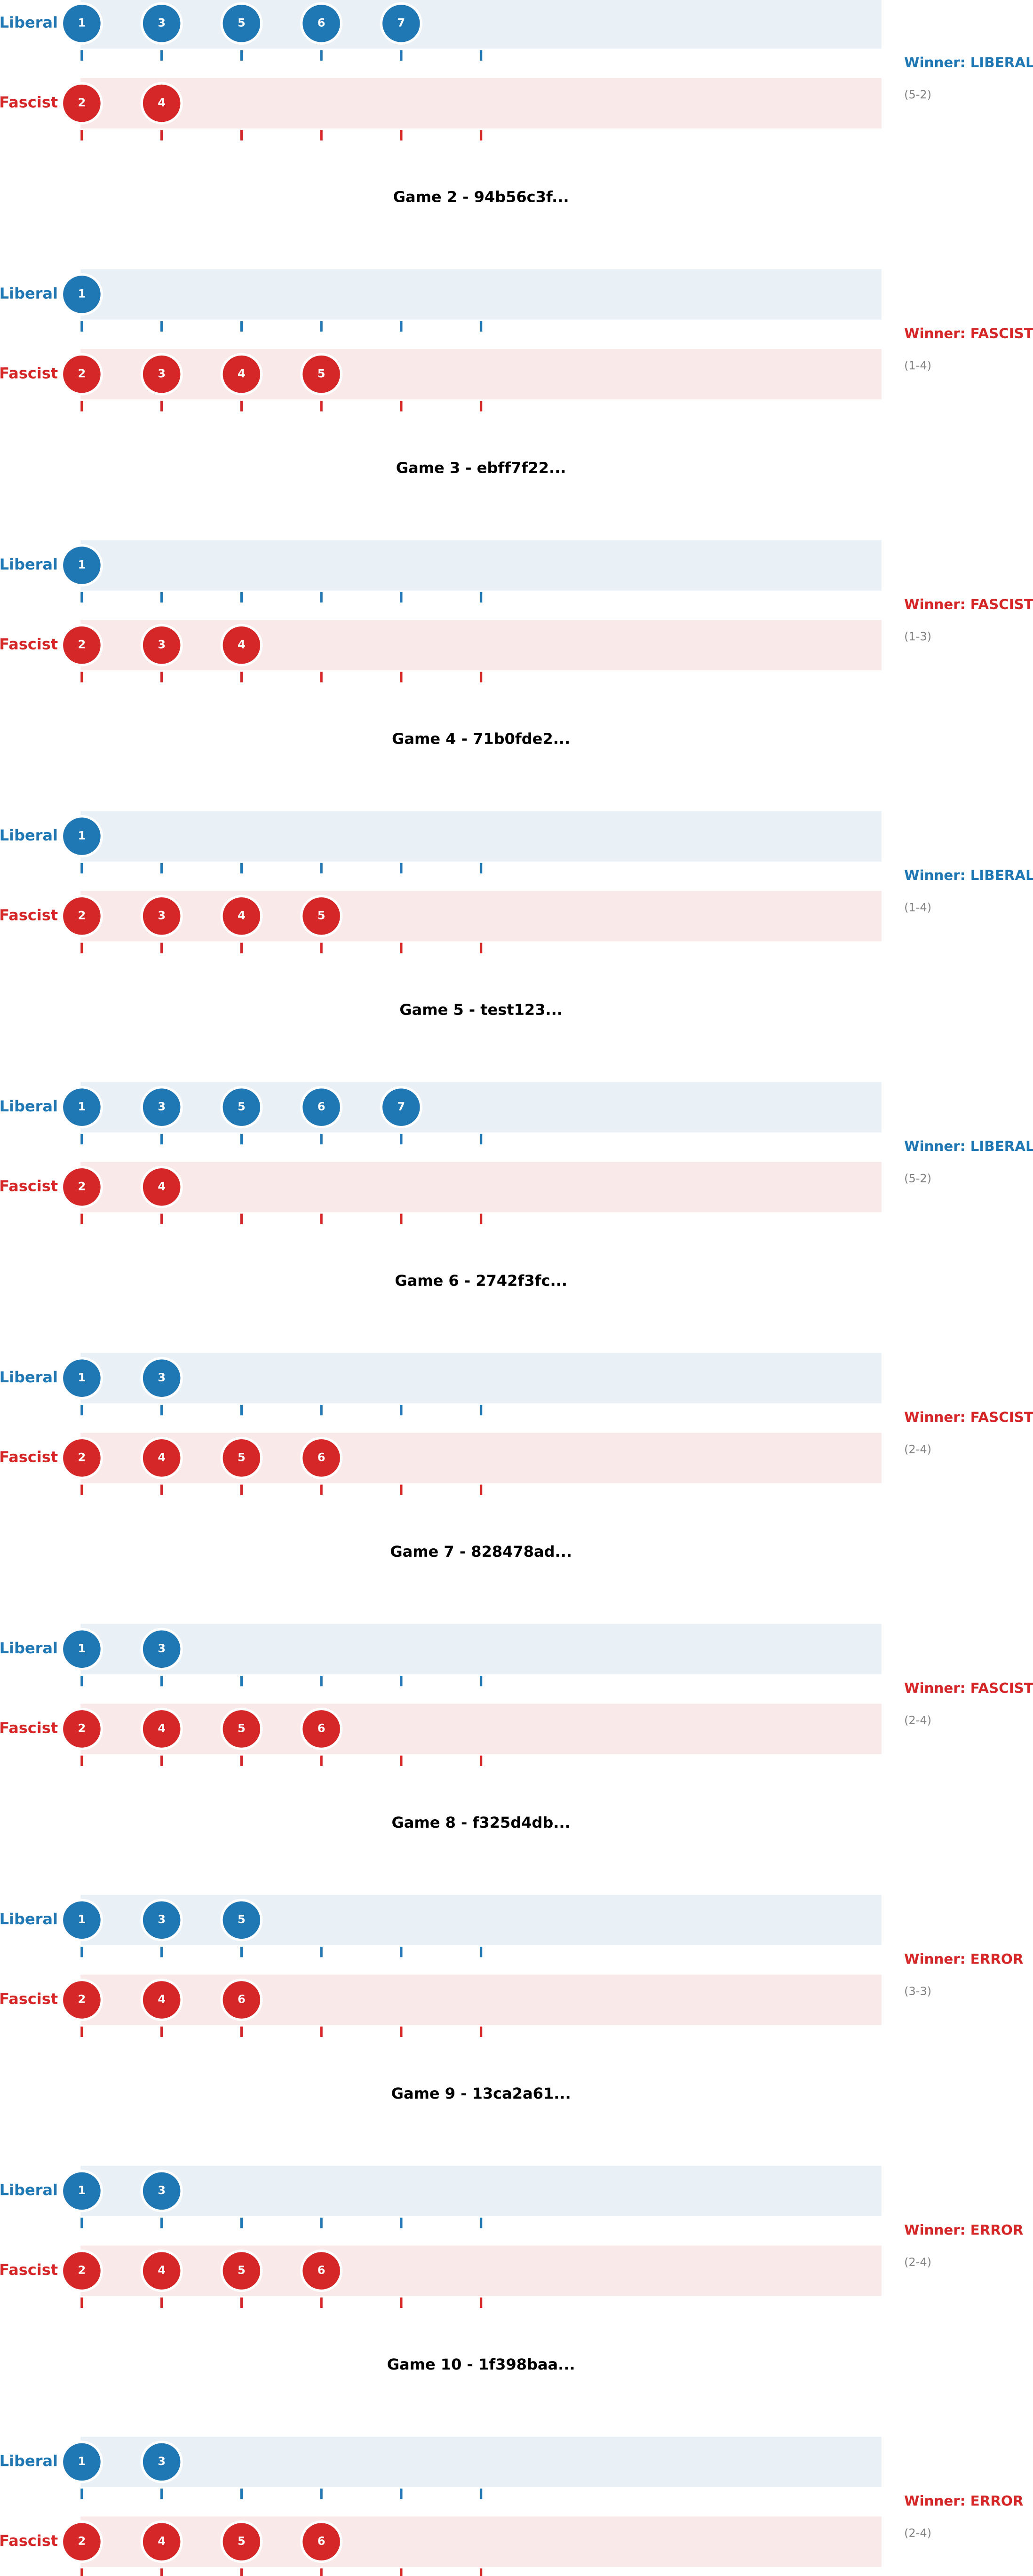 Liberal 1 3 5 6 7
Winner: LIBERAL
(5-2)
Fascist 2 4
Game 2 - 94b56c3f...
Liberal 1
Winner: FASCIST
(1-4)
Fascist 2 3 4 5
Game 3 - ebff7f22...
Liberal 1
Winner: FASCIST
(1-3)
Fascist 2 3 4
Game 4 - 71b0fde2...
Liberal 1
Winner: LIBERAL
(1-4)
Fascist 2 3 4 5
Game 5 - test123...
Liberal 1 3 5 6 7
Winner: LIBERAL
(5-2)
Fascist 2 4
Game 6 - 2742f3fc...
Liberal 1 3
Winner: FASCIST
(2-4)
Fascist 2 4 5 6
Game 7 - 828478ad...
Liberal 1 3
Winner: FASCIST
(2-4)
Fascist 2 4 5 6
Game 8 - f325d4db...
Liberal 1 3 5
Winner: ERROR
(3-3)
Fascist 2 4 6
Game 9 - 13ca2a61...
Liberal 1 3
Winner: ERROR
(2-4)
Fascist 2 4 5 6
Game 10 - 1f398baa...
Liberal 1 3
Winner: ERROR
(2-4)
Fascist 2 4 5 6